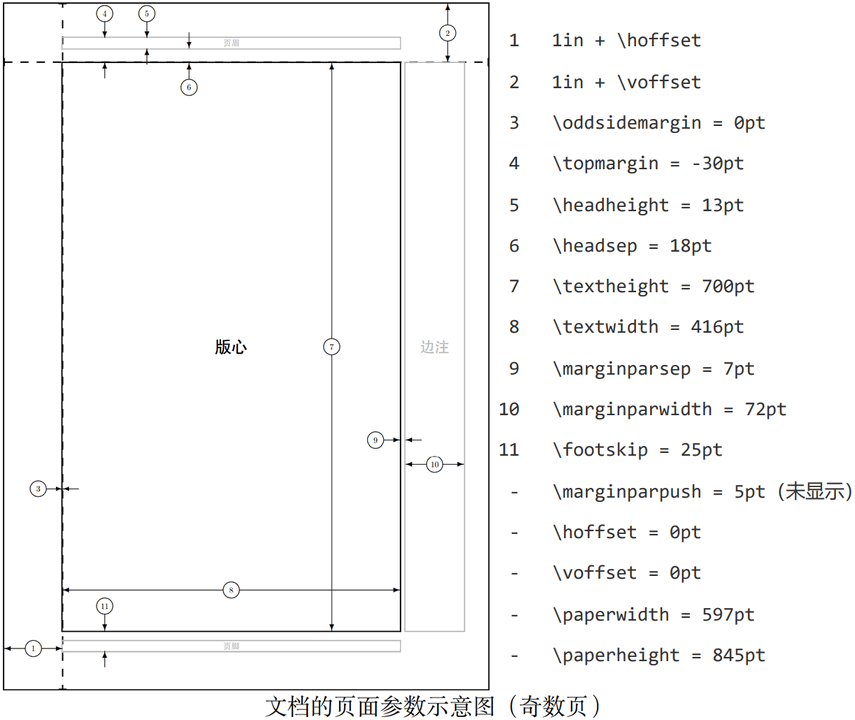 4
5
2
页眉
6
版心
7
边注
9
10
3
8
11
1
页脚
1 1in + \hoffset
2 1in + \voffset
3 \oddsidemargin = 0pt
4 \topmargin = -30pt
5 \headheight = 13pt
6 \headsep = 18pt
7 \textheight = 700pt
8 \textwidth = 416pt
9 \marginparsep = 7pt
10 \marginparwidth = 72pt
11 \footskip = 25pt
- \marginparpush = 5pt (未显示)
- \hoffset = 0pt
- \voffset = 0pt
- \paperwidth = 597pt
- \paperheight = 845pt
文档的页面参数示意图（奇数页）